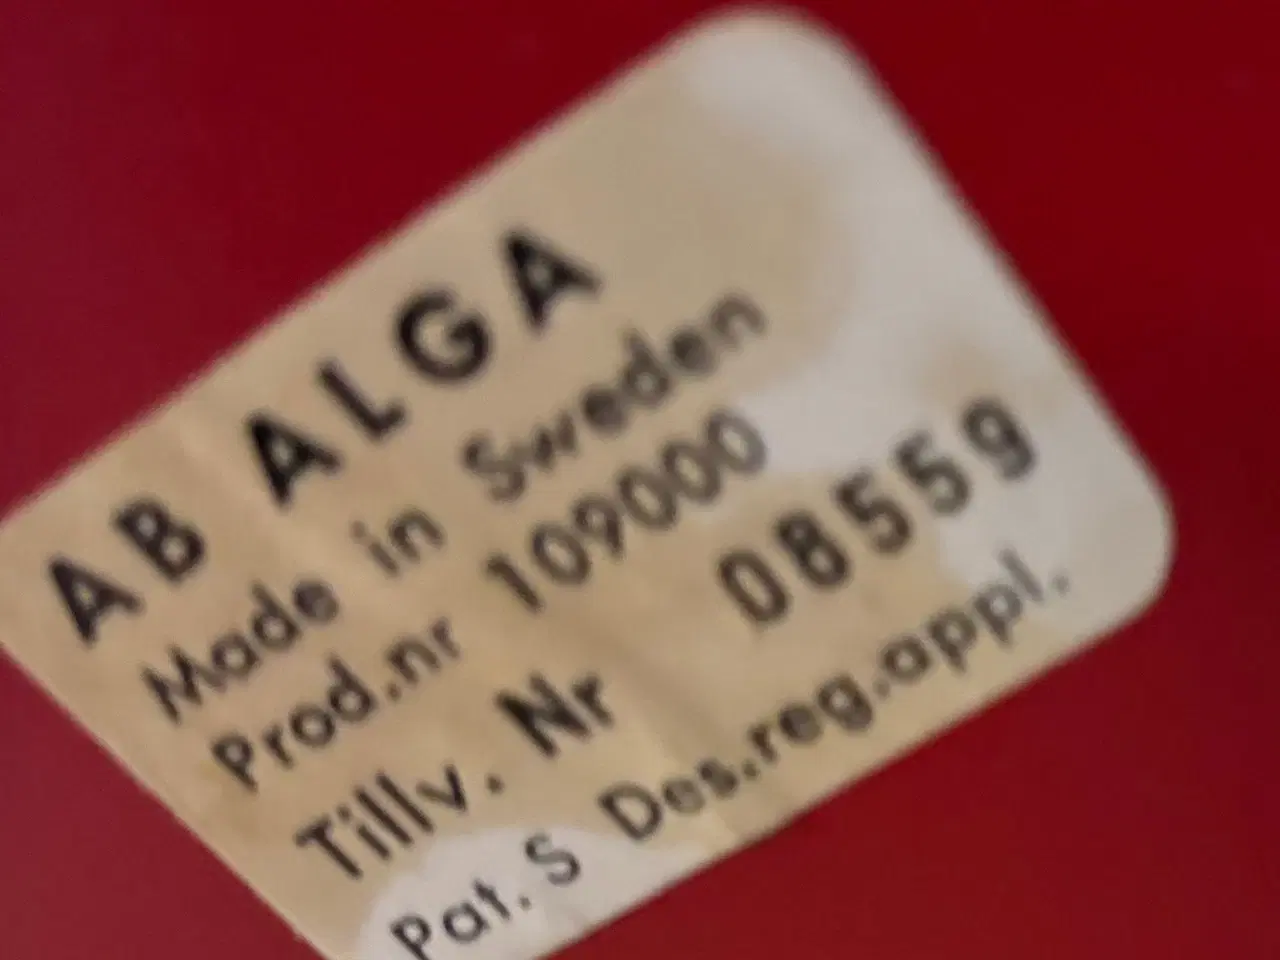 AB ALGA
Made in Sweden
Prod.nr 109000
Tillv. Nr 08559
Pat. S Des.reg.appl.